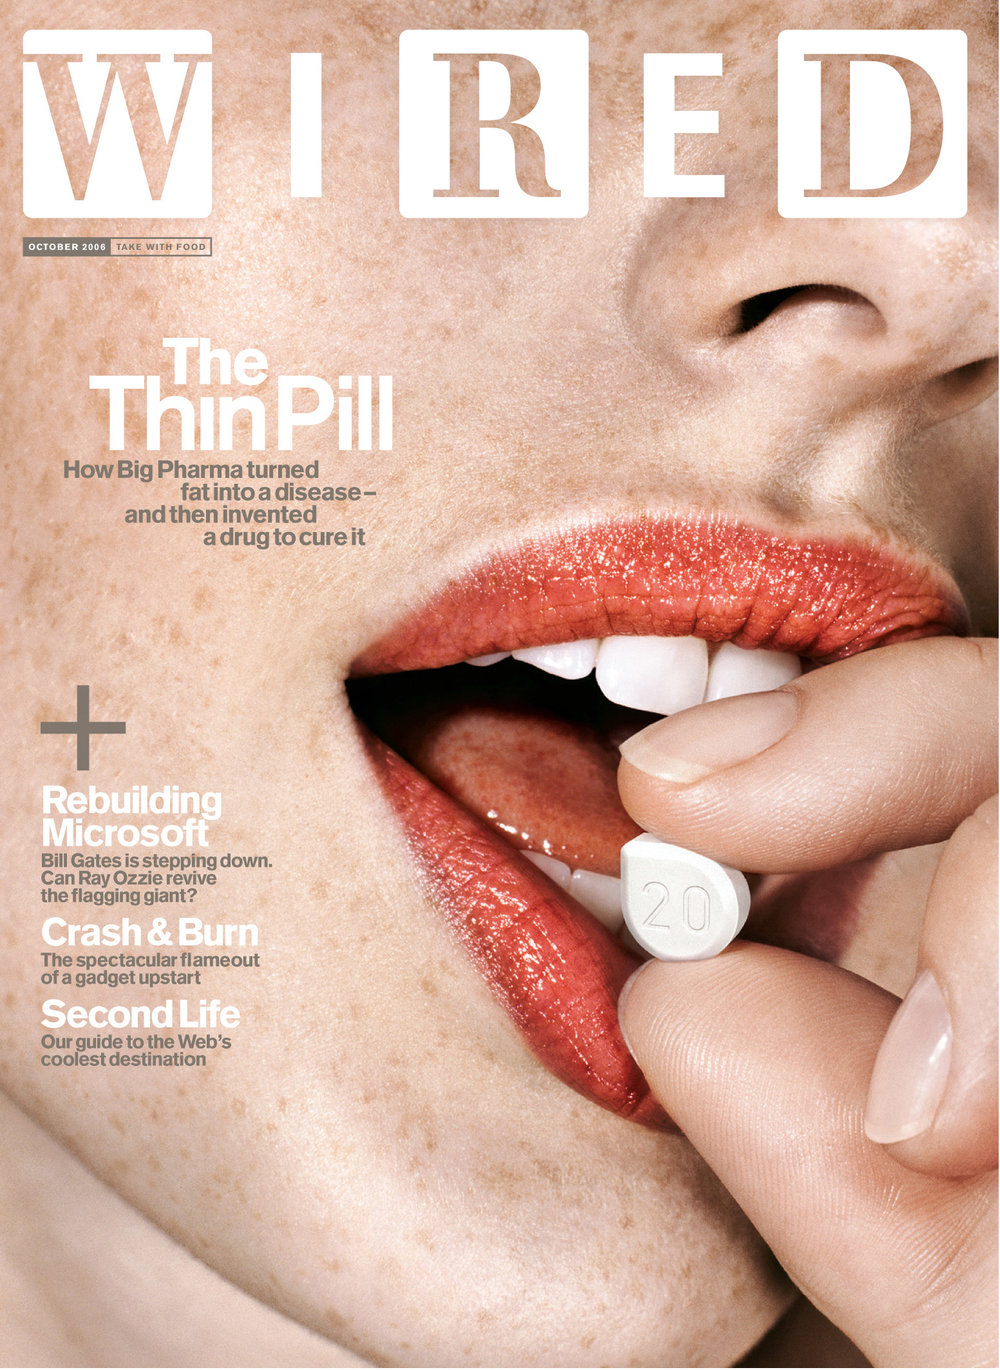 WIRED
OCTOBER 2006 TAKE WITH FOOD
The
Thin Pill
How Big Pharma turned
fat into a disease–
and then invented
a drug to cure it
+
Rebuilding
Microsoft
Bill Gates is stepping down.
Can Ray Ozzie revive
the flagging giant?
Crash & Burn
The spectacular flameout
of a gadget upstart
Second Life
Our guide to the Web's
coolest destination
20